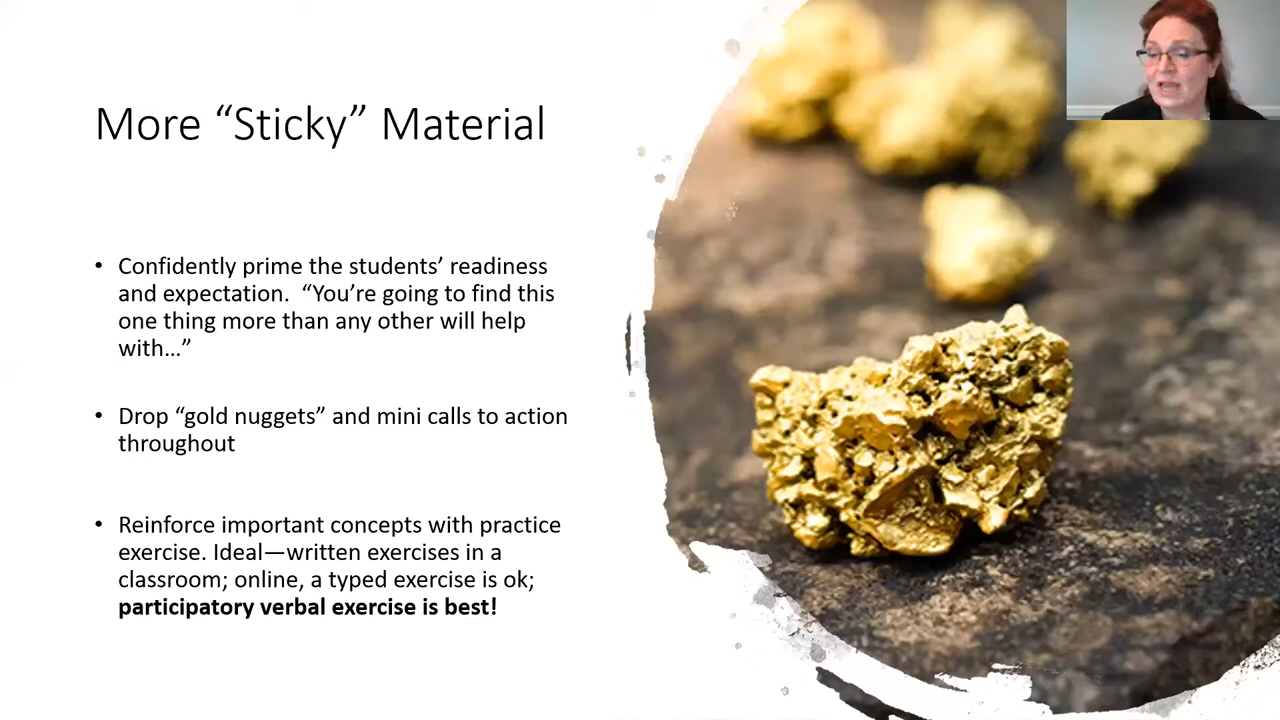 More “Sticky” Material
• Confidently prime the students’ readiness
and expectation.  “You’re going to find this
one thing more than any other will help
with…”
• Drop “gold nuggets” and mini calls to action
throughout
• Reinforce important concepts with practice
exercise. Ideal—written exercises in a
classroom; online, a typed exercise is ok;
participatory verbal exercise is best!